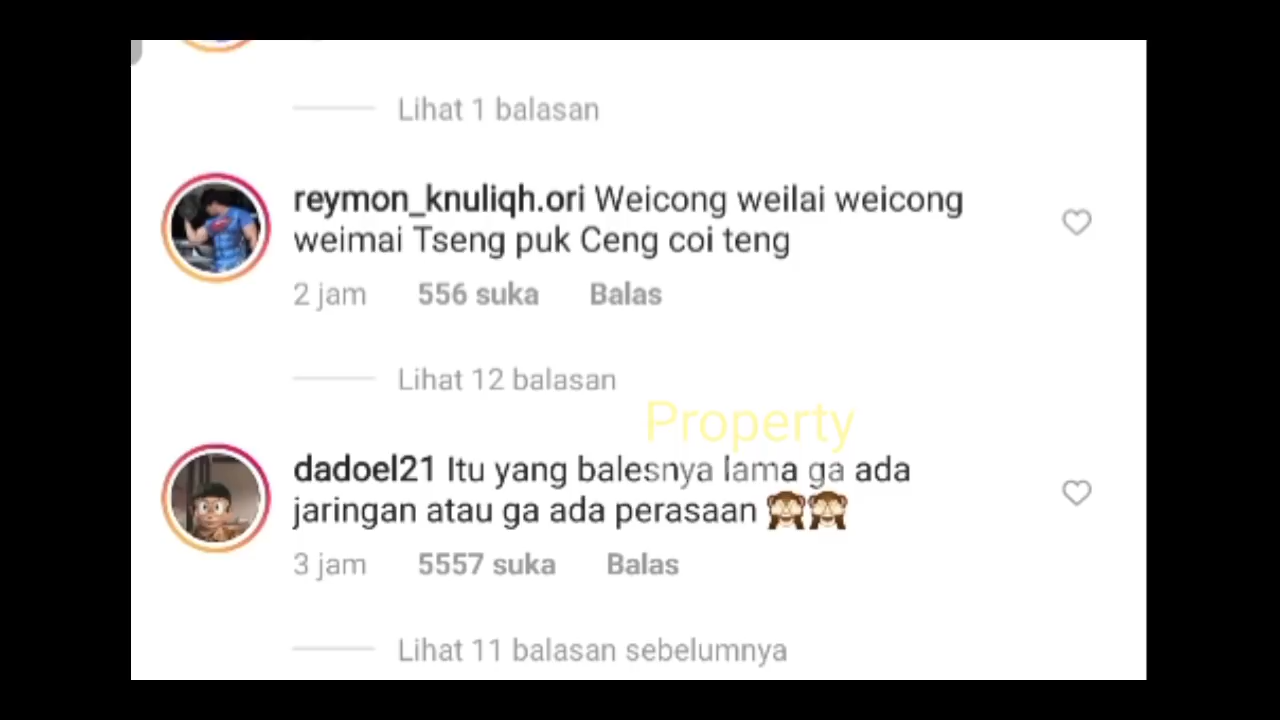 Lihat 1 balasan
reymon_knuliqh.ori Weicong weilai weicong
weimai Tseng puk Ceng coi teng
2 jam 556 suka Balas
Lihat 12 balasan
Property
dadoel21 Itu yang balesnya lama ga ada
jaringan atau ga ada perasaan 🙈🙈
3 jam 5557 suka Balas
Lihat 11 balasan sebelumnya